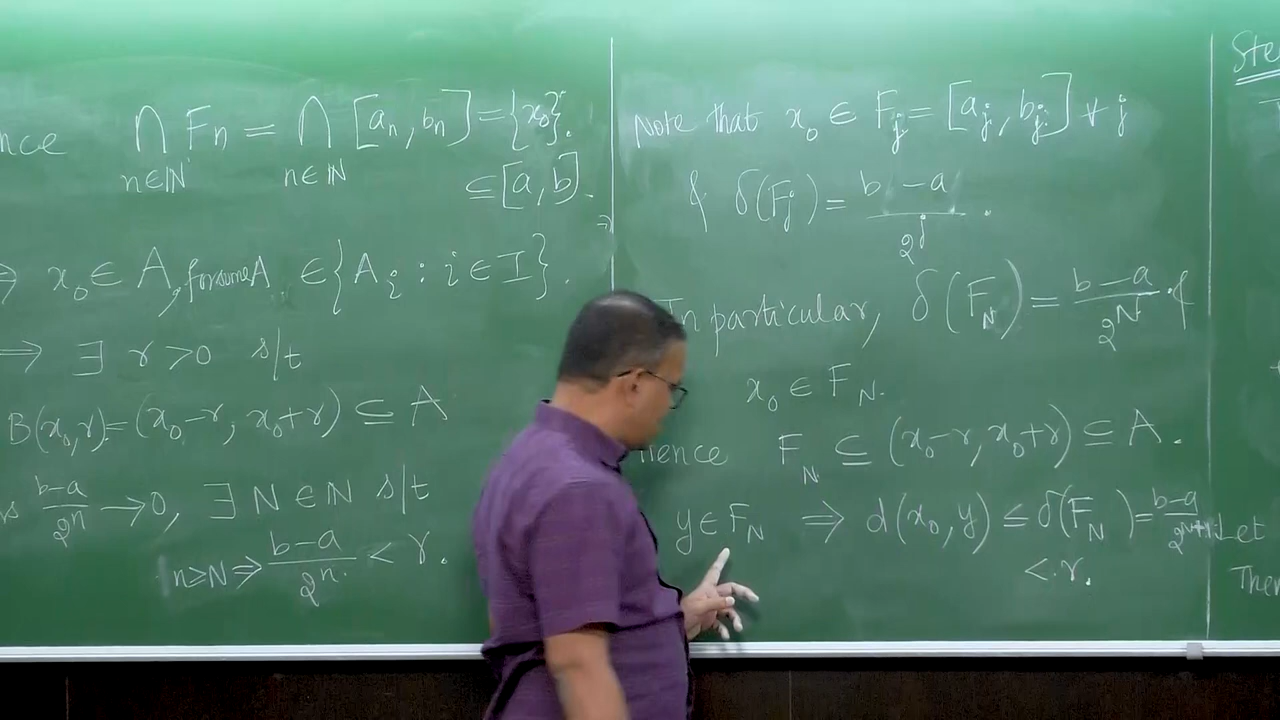 nce ⋂ Fn = ⋂ [an, bn] = {x0}.
n∈ℕ n∈ℕ ⊆ [a, b].
⇒ x0 ∈ A, for some A ∈ {Ai : i ∈ I}.
⇒ ∃ r > 0 s/t
B(x0, r) = (x0-r, x0+r) ⊆ A
s b-a/2^n → 0, ∃ N ∈ ℕ s/t
n ≥ N ⇒ b-a/2^n < r.
Note that x0 ∈ Fj = [aj, bj] ∀ j
& δ(Fj) = b-a/2^j.
In particular, δ(FN) = b-a/2^N. &
x0 ∈ FN.
Hence FN ⊆ (x0-r, x0+r) ⊆ A.
y ∈ FN ⇒ d(x0, y) ≤ δ(FN) = b-a
< r.
Ste
Let
Then